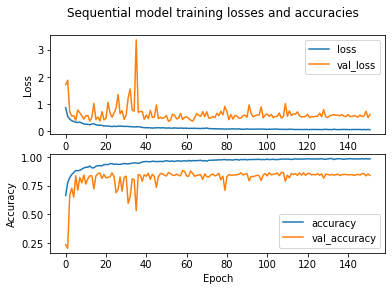 Sequential model training losses and accuracies
3
2
1
0
Loss
loss
val_loss
0 20 40 60 80 100 120 140
1.00
0.75
0.50
0.25
Accuracy
accuracy
val_accuracy
0 20 40 60 80 100 120 140
Epoch